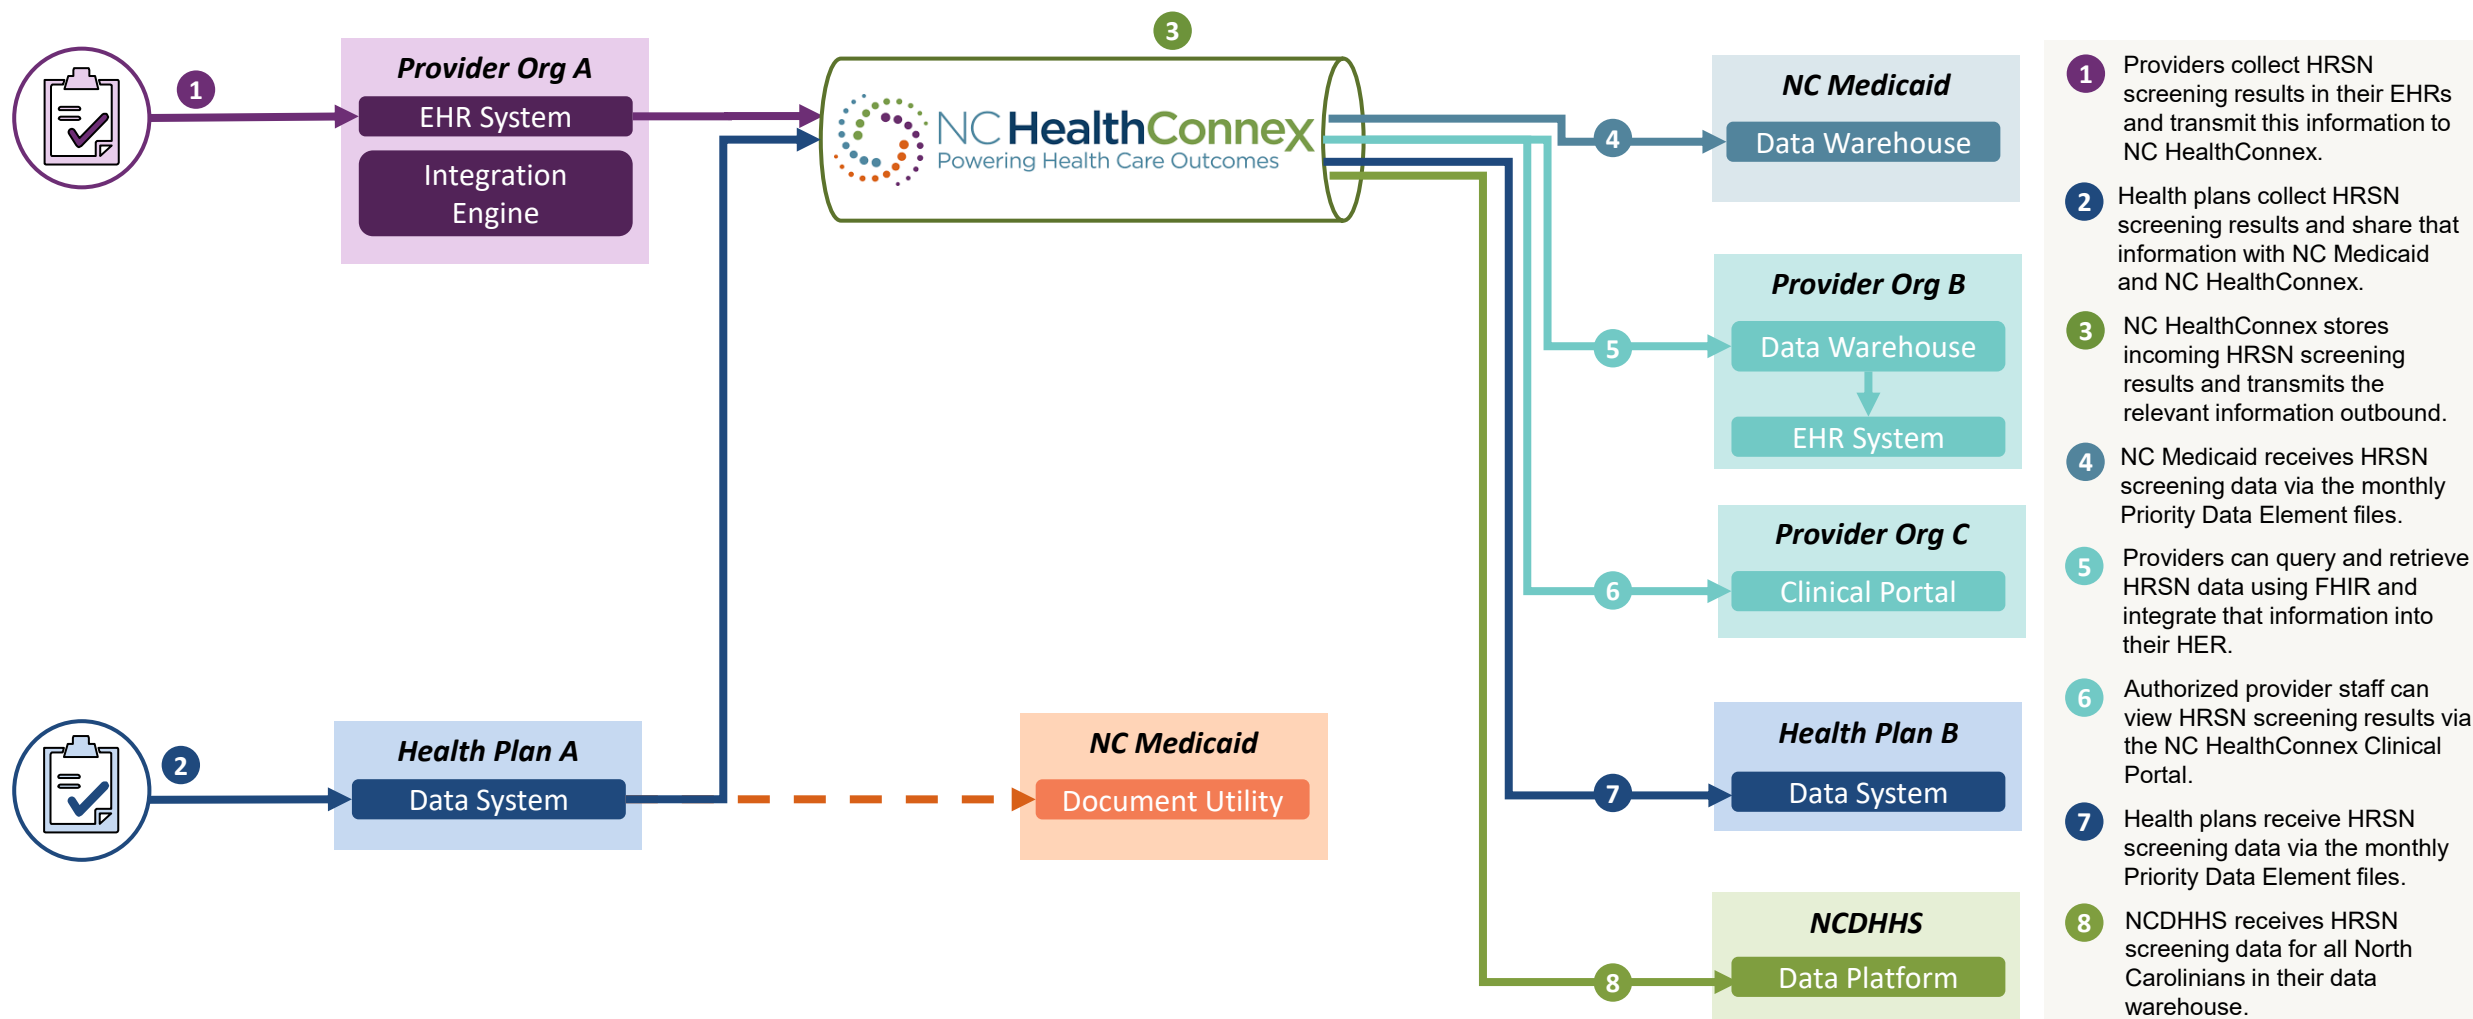 3
1
Provider Org A
EHR System
Integration
Engine
NC HealthConnex
Powering Health Care Outcomes
NC Medicaid
4
Data Warehouse
Provider Org B
5
Data Warehouse
EHR System
Provider Org C
6
Clinical Portal
2
Health Plan A
Data System
NC Medicaid
Document Utility
Health Plan B
7
Data System
NCDHHS
8
Data Platform
1
Providers collect HRSN
screening results in their EHRs
and transmit this information to
NC HealthConnex.
2
Health plans collect HRSN
screening results and share that
information with NC Medicaid
and NC HealthConnex.
3
NC HealthConnex stores
incoming HRSN screening
results and transmits the
relevant information outbound.
4
NC Medicaid receives HRSN
screening data via the monthly
Priority Data Element files.
5
Providers can query and retrieve
HRSN data using FHIR and
integrate that information into
their HER.
6
Authorized provider staff can
view HRSN screening results via
the NC HealthConnex Clinical
Portal.
7
Health plans receive HRSN
screening data via the monthly
Priority Data Element files.
8
NCDHHS receives HRSN
screening data for all North
Carolinians in their data
warehouse.